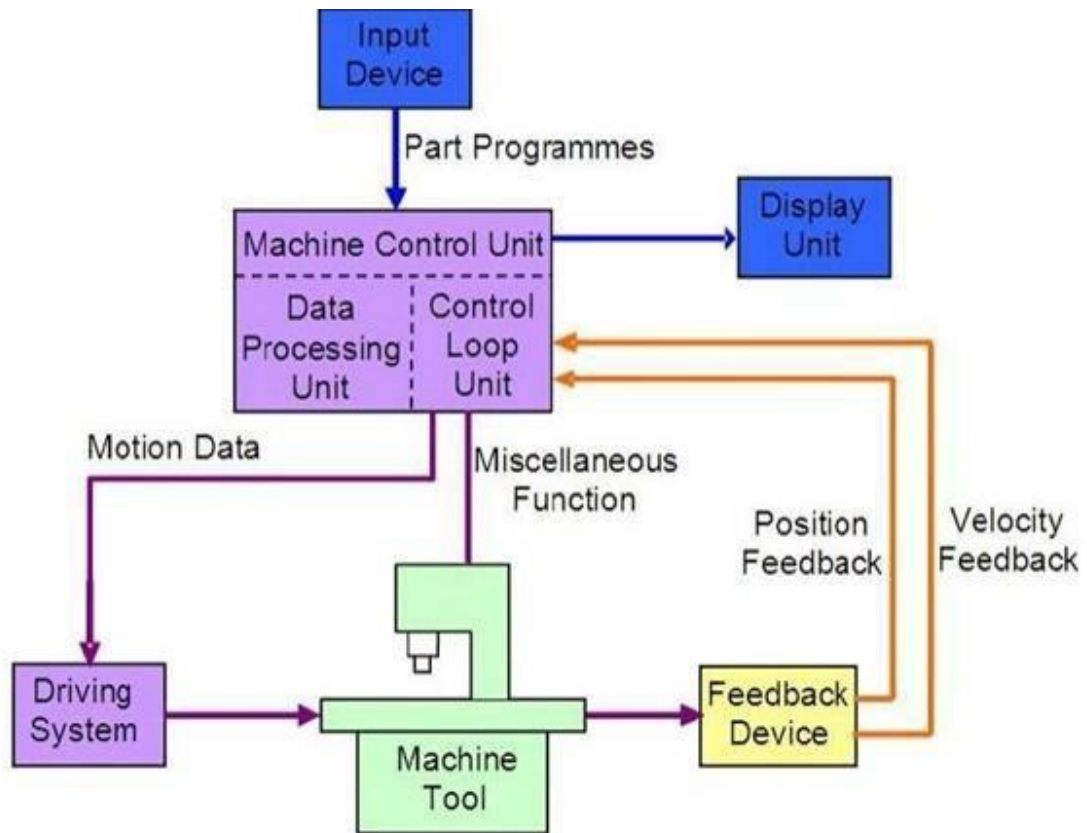 Input
Device
Part Programmes
Machine Control Unit
Display
Unit
Data
Processing
Unit
Control
Loop
Unit
Motion Data
Miscellaneous
Function
Position
Feedback
Velocity
Feedback
Driving
System
Machine
Tool
Feedback
Device